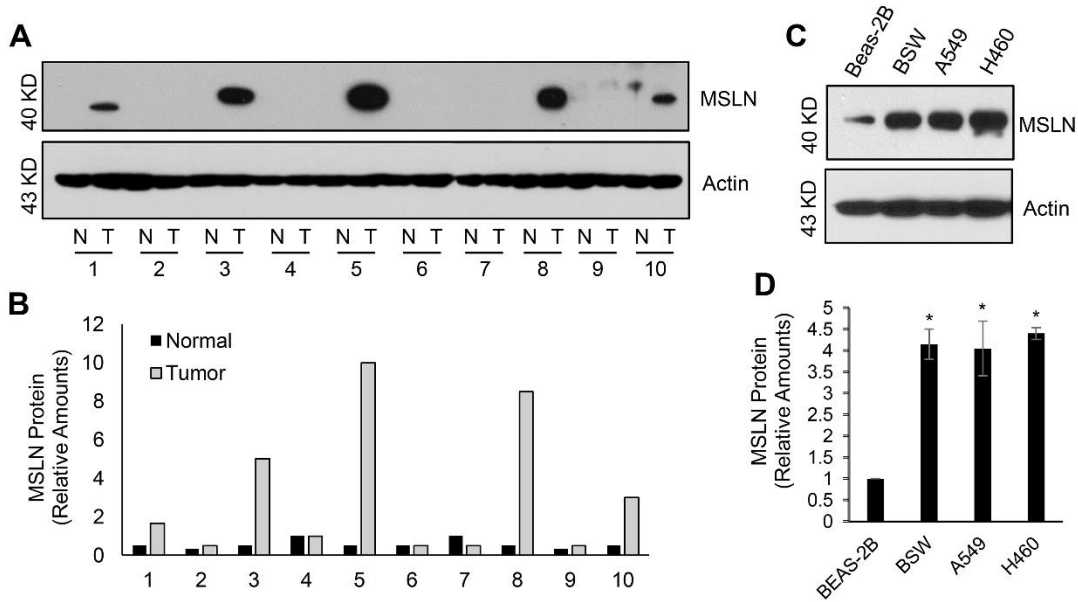 A
40 KD
MSLN
43 KD
Actin
N T N T N T N T N T N T N T N T N T N T
1 2 3 4 5 6 7 8 9 10
B
MSLN Protein
(Relative Amounts)
12
10
8
6
4
2
0
Normal
Tumor
1 2 3 4 5 6 7 8 9 10
C
Beas-2B
BSW
A549
H460
40 KD
MSLN
43 KD
Actin
D
MSLN Protein
(Relative Amounts)
5
4.5
4
3.5
3
2.5
2
1.5
1
0.5
0
* * *
BEAS-2B
BSW
A549
H460